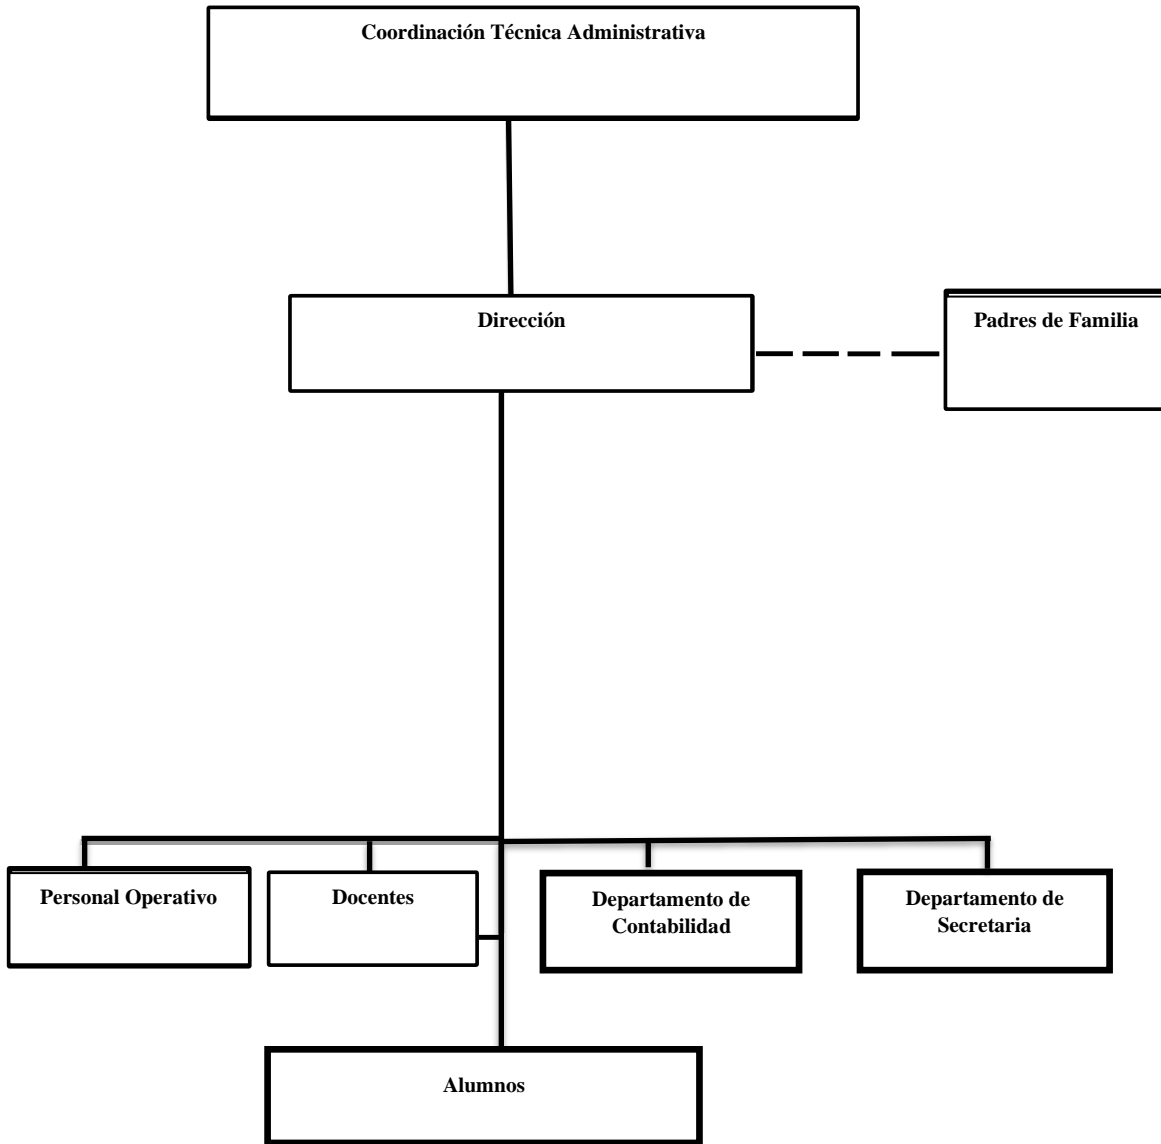 Coordinación Técnica Administrativa
Dirección
Padres de Familia
Personal Operativo
Docentes
Departamento de
Contabilidad
Departamento de
Secretaria
Alumnos